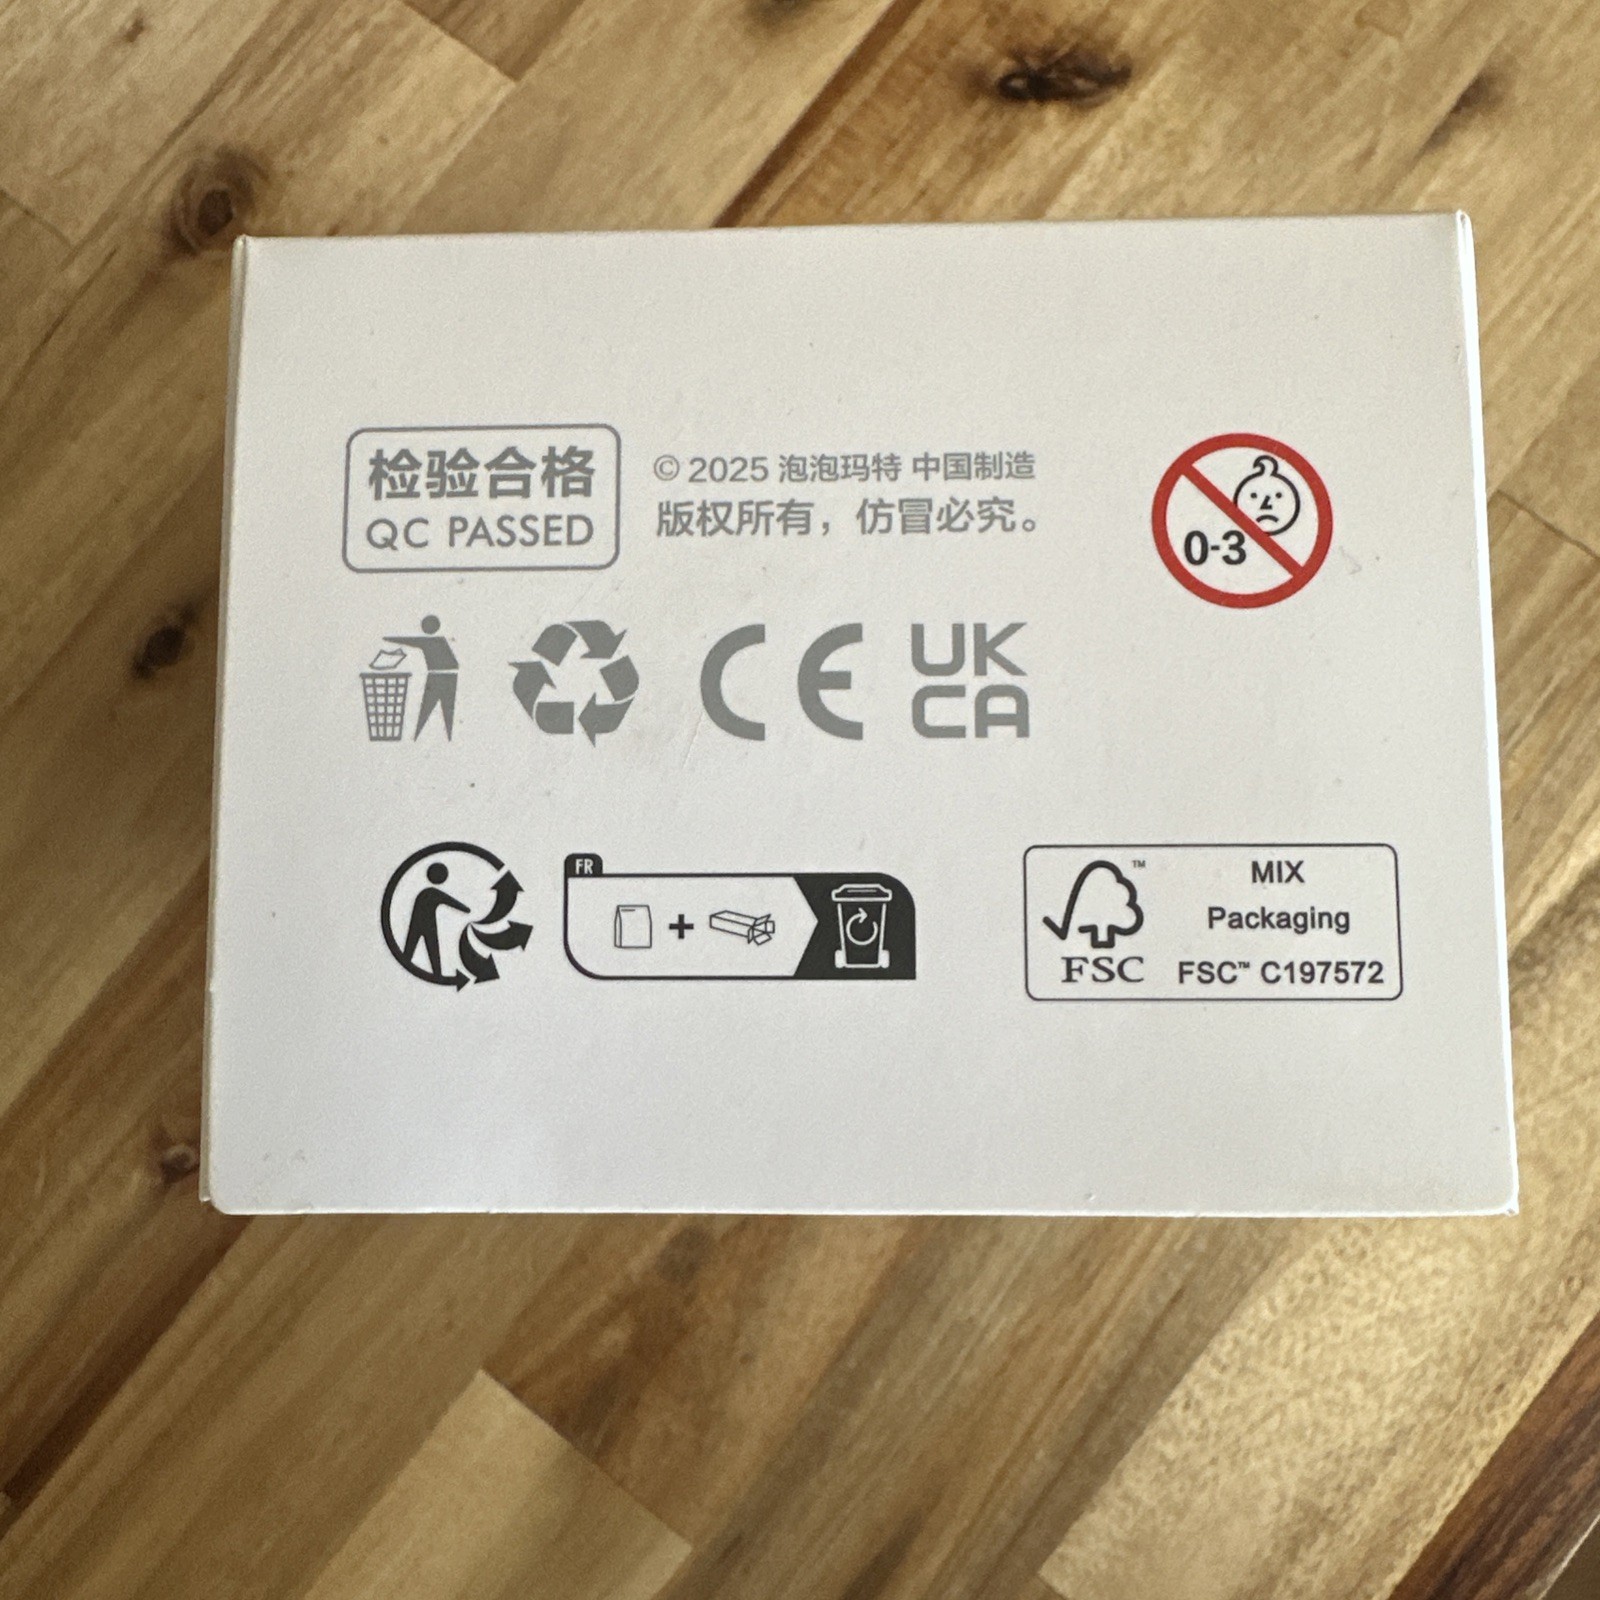 检验合格
QC PASSED
© 2025 泡泡玛特 中国制造
版权所有，仿冒必究。
0-3
CE
UK
CA
FR
+
FSC
MIX
Packaging
FSC™ C197572